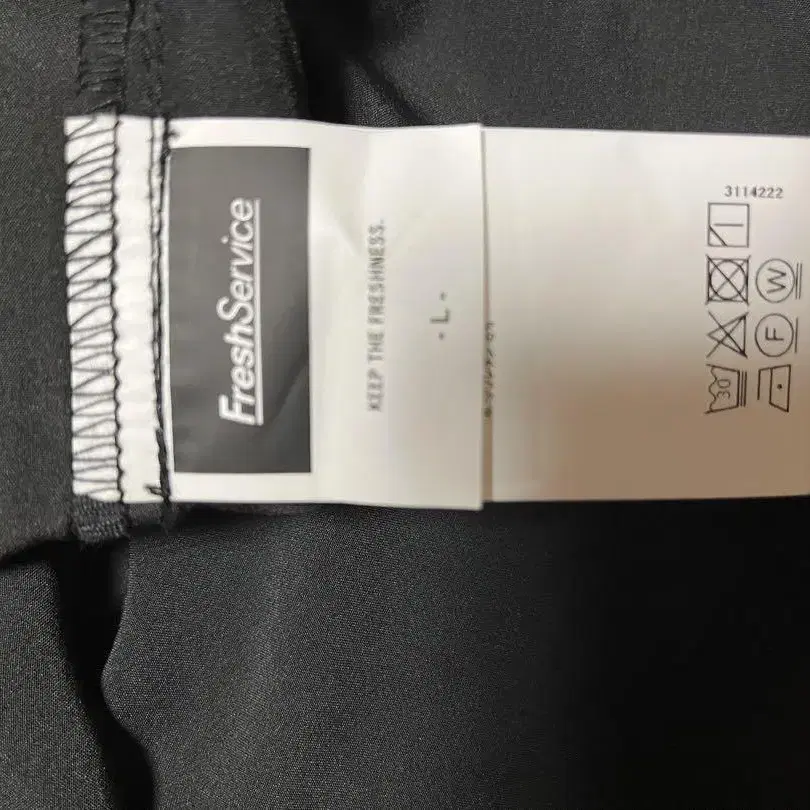 FreshService
KEEP THE FRESHNESS.
- L -
3114222
30
F
W